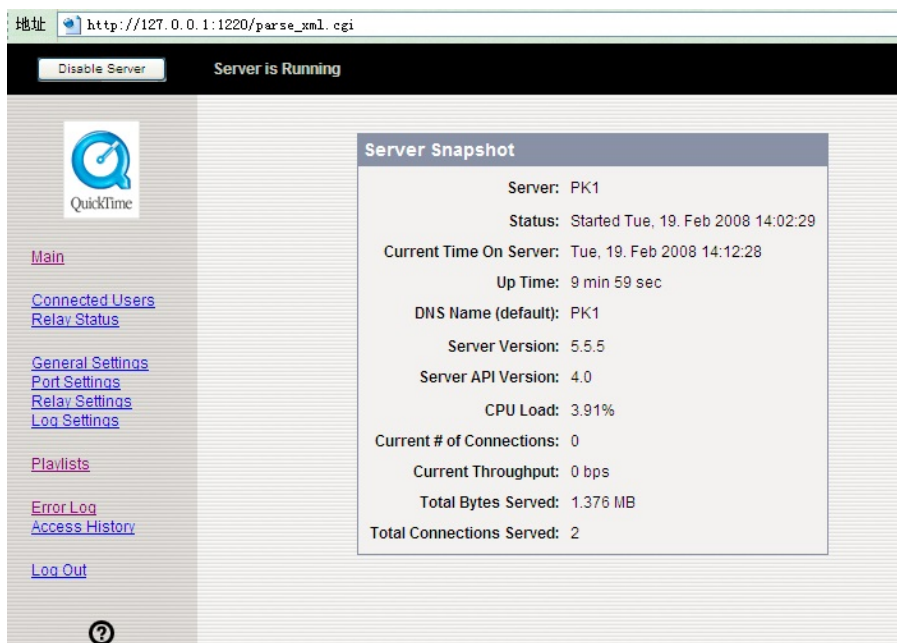 地址 http://127.0.0.1:1220/parse_xml.cgi
Disable Server Server is Running
QuickTime
Main
Connected Users
Relay Status
General Settings
Port Settings
Relay Settings
Log Settings
Playlists
Error Log
Access History
Log Out
?
Server Snapshot
Server: PK1
Status: Started Tue, 19. Feb 2008 14:02:29
Current Time On Server: Tue, 19. Feb 2008 14:12:28
Up Time: 9 min 59 sec
DNS Name (default): PK1
Server Version: 5.5.5
Server API Version: 4.0
CPU Load: 3.91%
Current # of Connections: 0
Current Throughput: 0 bps
Total Bytes Served: 1.376 MB
Total Connections Served: 2